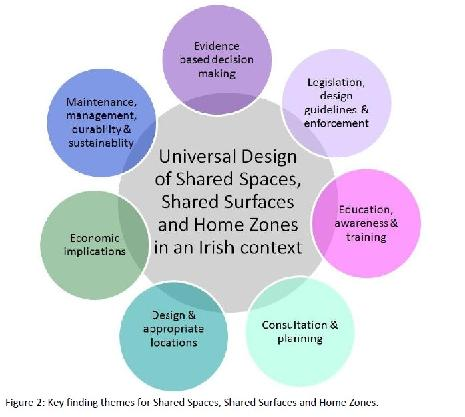 Evidence
based decision
making
Legislation,
design
guidelines &
enforcement
Education,
awareness &
training
Consultation &
planning
Design &
appropriate
locations
Economic
implications
Maintenance,
management,
durability &
sustainability
Universal Design
of Shared Spaces,
Shared Surfaces
and Home Zones
in an Irish context
Figure 2: Key finding themes for Shared Spaces, Shared Surfaces and Home Zones.